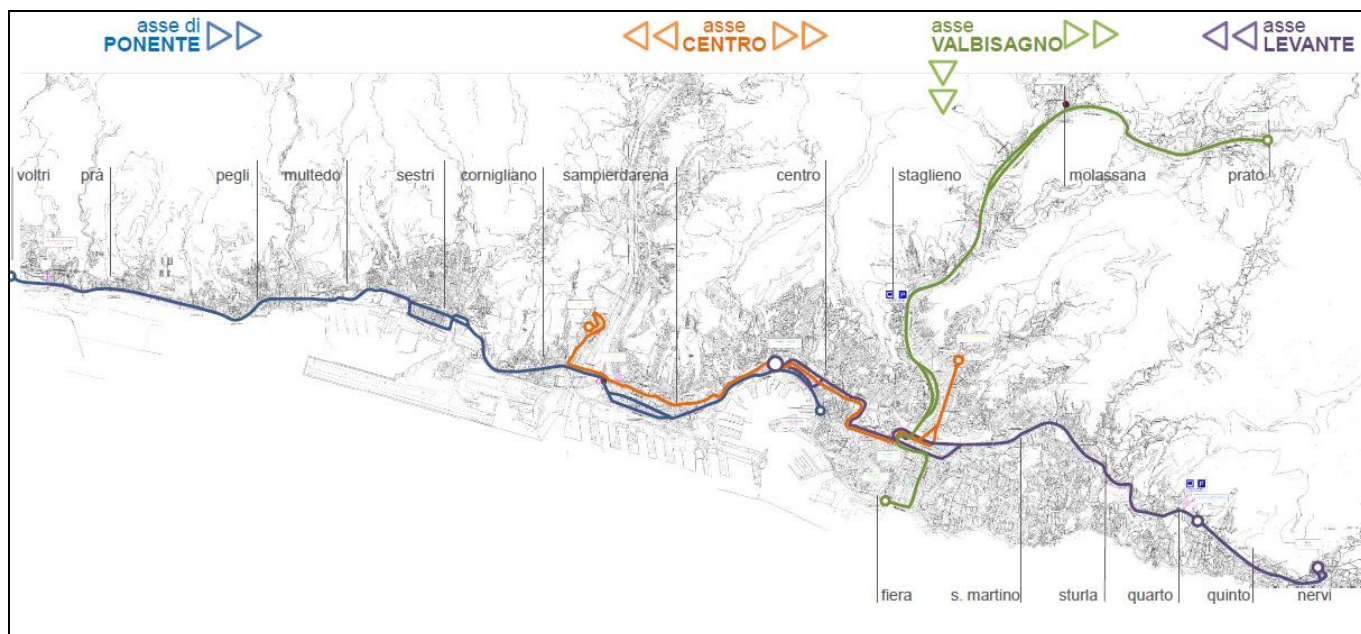 asse di
PONENTE
asse
CENTRO
asse
VALBISAGNO
asse
LEVANTE
voltri
prà
pegli
multedo
sestri
cornigliano
sampierdarena
centro
staglieno
molassana
prato
P
P
fiera
s. martino
sturla
quarto
quinto
nervi